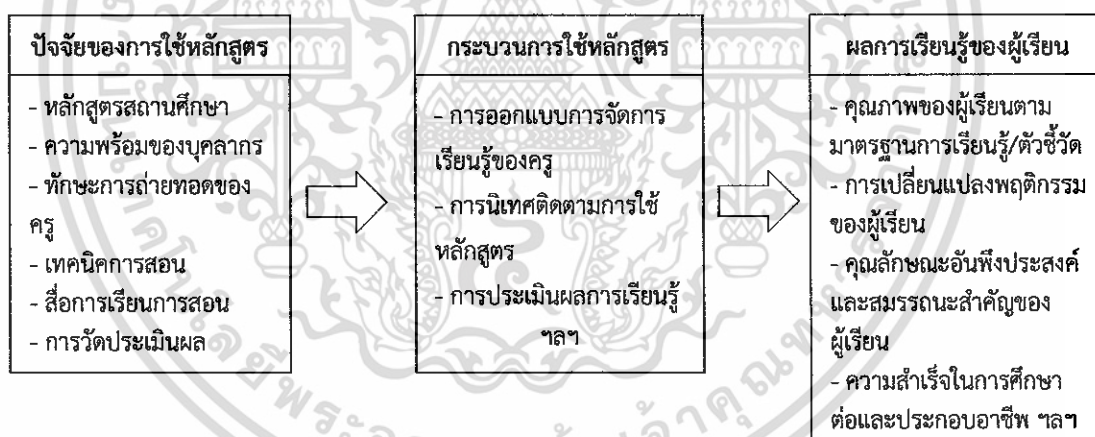 ปัจจัยของการใช้หลักสูตร
- หลักสูตรสถานศึกษา
- ความพร้อมของบุคลากร
- ทักษะการถ่ายทอดของ
ครู
- เทคนิคการสอน
- สื่อการเรียนการสอน
- การวัดประเมินผล
กระบวนการใช้หลักสูตร
- การออกแบบการจัดการ
เรียนรู้ของครู
- การนิเทศติดตามการใช้
หลักสูตร
- การประเมินผลการเรียนรู้
ฯลฯ
ผลการเรียนรู้ของผู้เรียน
- คุณภาพของผู้เรียนตาม
มาตรฐานการเรียนรู้/ตัวชี้วัด
- การเปลี่ยนแปลงพฤติกรรม
ของผู้เรียน
- คุณลักษณะอันพึงประสงค์
และสมรรถนะสำคัญของ
ผู้เรียน
- ความสำเร็จในการศึกษา
ต่อและประกอบอาชีพ ฯลฯ